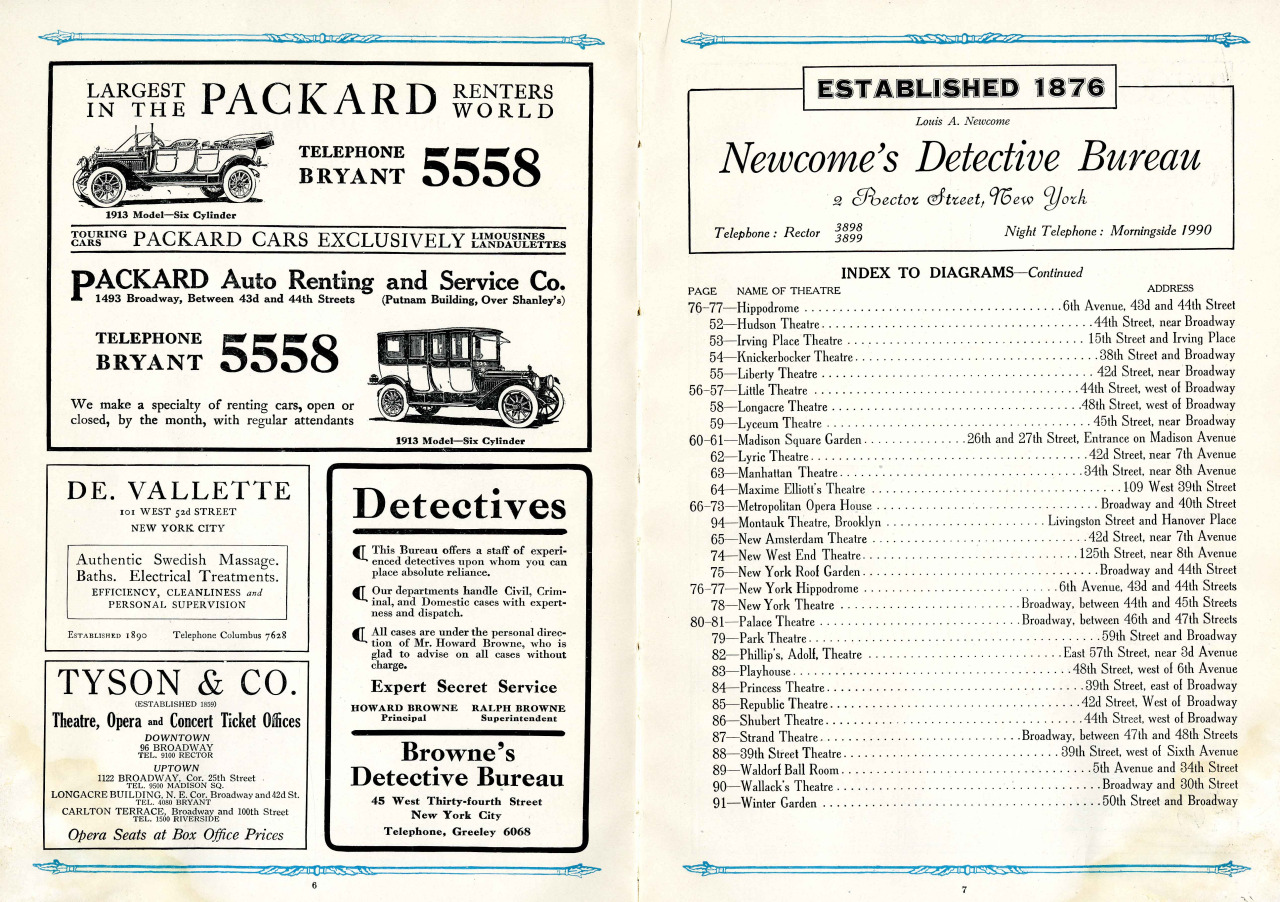 LARGEST IN THE PACKARD RENTERS WORLD
TELEPHONE BRYANT 5558
1913 Model—Six Cylinder
TOURING CARS PACKARD CARS EXCLUSIVELY LIMOUSINES LANDAULETTES
PACKARD Auto Renting and Service Co.
1493 Broadway, Between 43d and 44th Streets (Putnam Building, Over Shanley's)
TELEPHONE BRYANT 5558
We make a specialty of renting cars, open or
closed, by the month, with regular attendants
1913 Model—Six Cylinder
DE. VALLETTE
101 WEST 52d STREET
NEW YORK CITY
Authentic Swedish Massage.
Baths. Electrical Treatments.
EFFICIENCY, CLEANLINESS and
PERSONAL SUPERVISION
ESTABLISHED 1890 Telephone Columbus 7628
TYSON & CO.
(ESTABLISHED 1859)
Theatre, Opera and Concert Ticket Offices
DOWNTOWN
96 BROADWAY
TEL. 9100 RECTOR
UPTOWN
1122 BROADWAY, Cor. 25th Street
TEL. 9500 MADISON SQ.
LONGACRE BUILDING, N. E. Cor. Broadway and 42d St.
TEL. 4080 BRYANT
CARLTON TERRACE, Broadway and 100th Street
TEL. 1500 RIVERSIDE
Opera Seats at Box Office Prices
Detectives
¶ This Bureau offers a staff of experi-
enced detectives upon whom you can
place absolute reliance.
¶ Our departments handle Civil, Crim-
inal, and Domestic cases with expert-
ness and dispatch.
¶ All cases are under the personal direc-
tion of Mr. Howard Browne, who is
glad to advise on all cases without
charge.
Expert Secret Service
HOWARD BROWNE RALPH BROWNE
Principal Superintendent
Browne's
Detective Bureau
45 West Thirty-fourth Street
New York City
Telephone, Greeley 6068
6
ESTABLISHED 1876
Louis A. Newcome
Newcome's Detective Bureau
2 Rector Street, New York
Telephone : Rector 3898 3899 Night Telephone : Morningside 1990
INDEX TO DIAGRAMS—Continued
PAGE NAME OF THEATRE ADDRESS
76-77—Hippodrome . . . . 6th Avenue, 43d and 44th Street
52—Hudson Theatre . . . . 44th Street, near Broadway
53—Irving Place Theatre . . . . 15th Street and Irving Place
54—Knickerbocker Theatre . . . . 38th Street and Broadway
55—Liberty Theatre . . . . 42d Street, near Broadway
56-57—Little Theatre . . . . 44th Street, west of Broadway
58—Longacre Theatre . . . . 48th Street, west of Broadway
59—Lyceum Theatre . . . . 45th Street, near Broadway
60-61—Madison Square Garden . . . . 26th and 27th Street, Entrance on Madison Avenue
62—Lyric Theatre . . . . 42d Street, near 7th Avenue
63—Manhattan Theatre . . . . 34th Street, near 8th Avenue
64—Maxime Elliott's Theatre . . . . 109 West 39th Street
66-73—Metropolitan Opera House . . . . Broadway and 40th Street
94—Montauk Theatre, Brooklyn . . . . Livingston Street and Hanover Place
65—New Amsterdam Theatre . . . . 42d Street, near 7th Avenue
74—New West End Theatre . . . . 125th Street, near 8th Avenue
75—New York Roof Garden . . . . Broadway and 44th Street
76-77—New York Hippodrome . . . . 6th Avenue, 43d and 44th Streets
78—New York Theatre . . . . Broadway, between 44th and 45th Streets
80-81—Palace Theatre . . . . Broadway, between 46th and 47th Streets
79—Park Theatre . . . . 59th Street and Broadway
82—Phillip's, Adolf, Theatre . . . . East 57th Street, near 3d Avenue
83—Playhouse . . . . 48th Street, west of 6th Avenue
84—Princess Theatre . . . . 39th Street, east of Broadway
85—Republic Theatre . . . . 42d Street, West of Broadway
86—Shubert Theatre . . . . 44th Street, west of Broadway
87—Strand Theatre . . . . Broadway, between 47th and 48th Streets
88—39th Street Theatre . . . . 39th Street, west of Sixth Avenue
89—Waldorf Ball Room . . . . 5th Avenue and 34th Street
90—Wallack's Theatre . . . . Broadway and 30th Street
91—Winter Garden . . . . 50th Street and Broadway
7